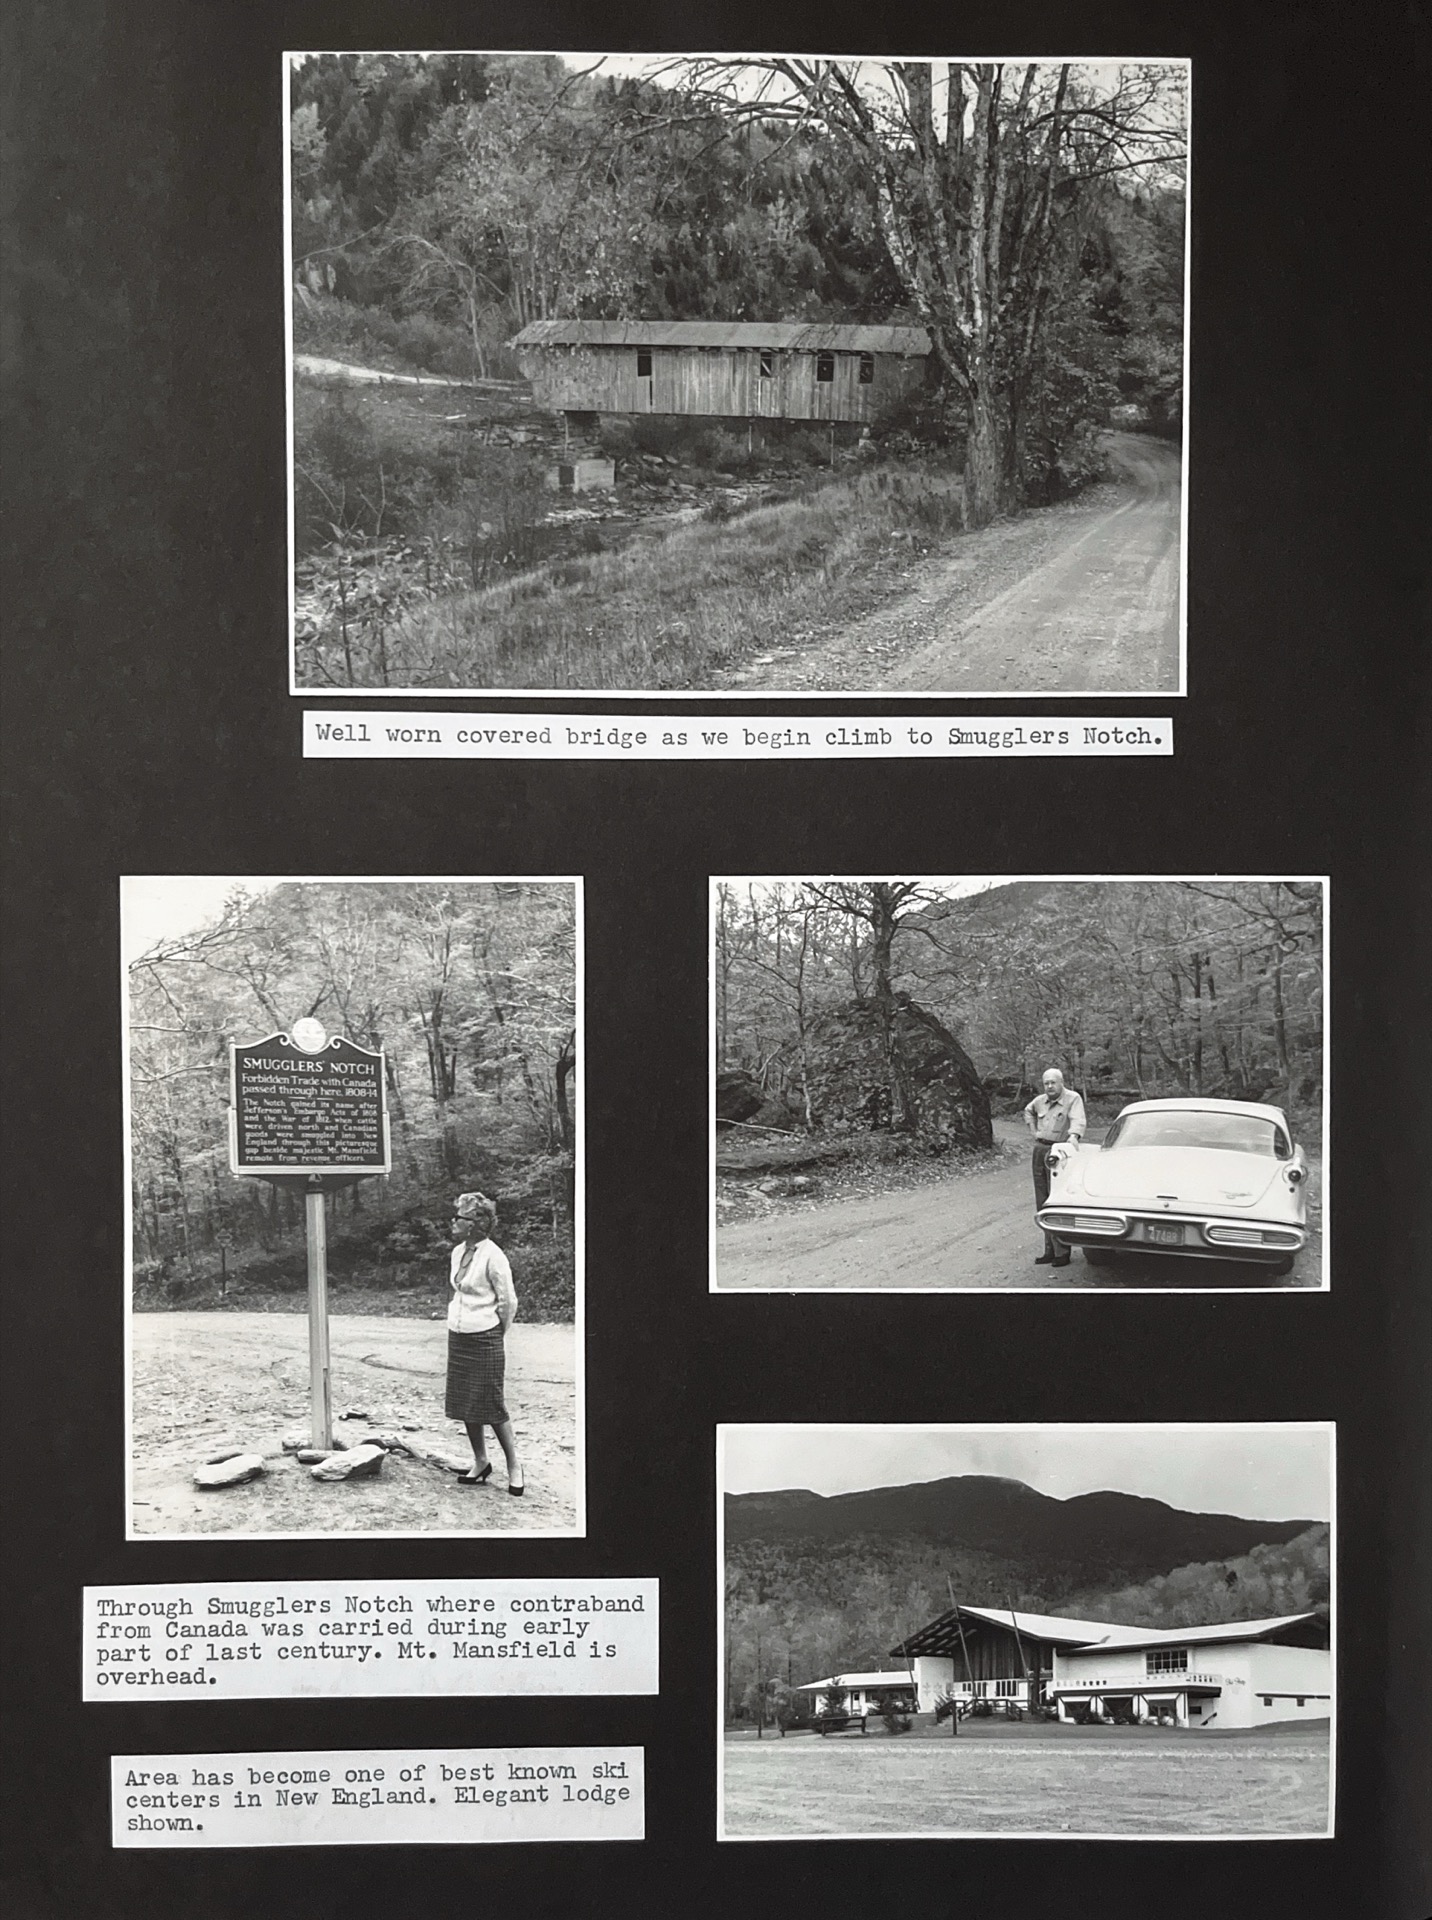 Well worn covered bridge as we begin climb to Smugglers Notch.
SMUGGLERS' NOTCH
Forbidden Trade with Canada
passed through here, 1808-14
The Notch gained its name after
Jefferson's Embargo Acts of 1808
and the War of 1812, when cattle
were driven north and Canadian
goods were smuggled into New
England through this picturesque
gap beside majestic Mt. Mansfield,
remote from revenue officers.
Through Smugglers Notch where contraband
from Canada was carried during early
part of last century. Mt. Mansfield is
overhead.
Area has become one of best known ski
centers in New England. Elegant lodge
shown.